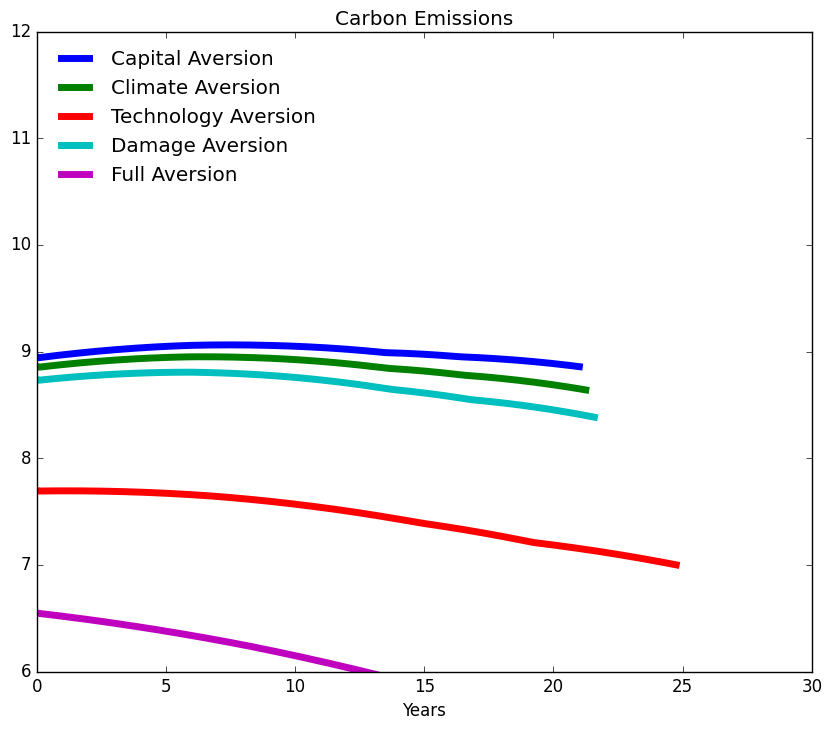 Carbon Emissions
12
11
10
9
8
7
6
Capital Aversion
Climate Aversion
Technology Aversion
Damage Aversion
Full Aversion
0 5 10 15 20 25 30
Years